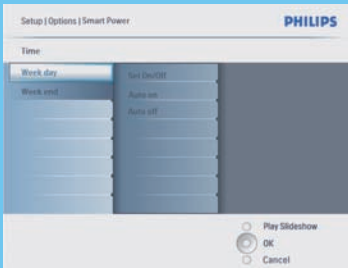 Setup | Options | Smart Power
PHILIPS
Time
Week day
Set On/Off
Week end
Auto on
Auto off
Play Slideshow
OK
Cancel